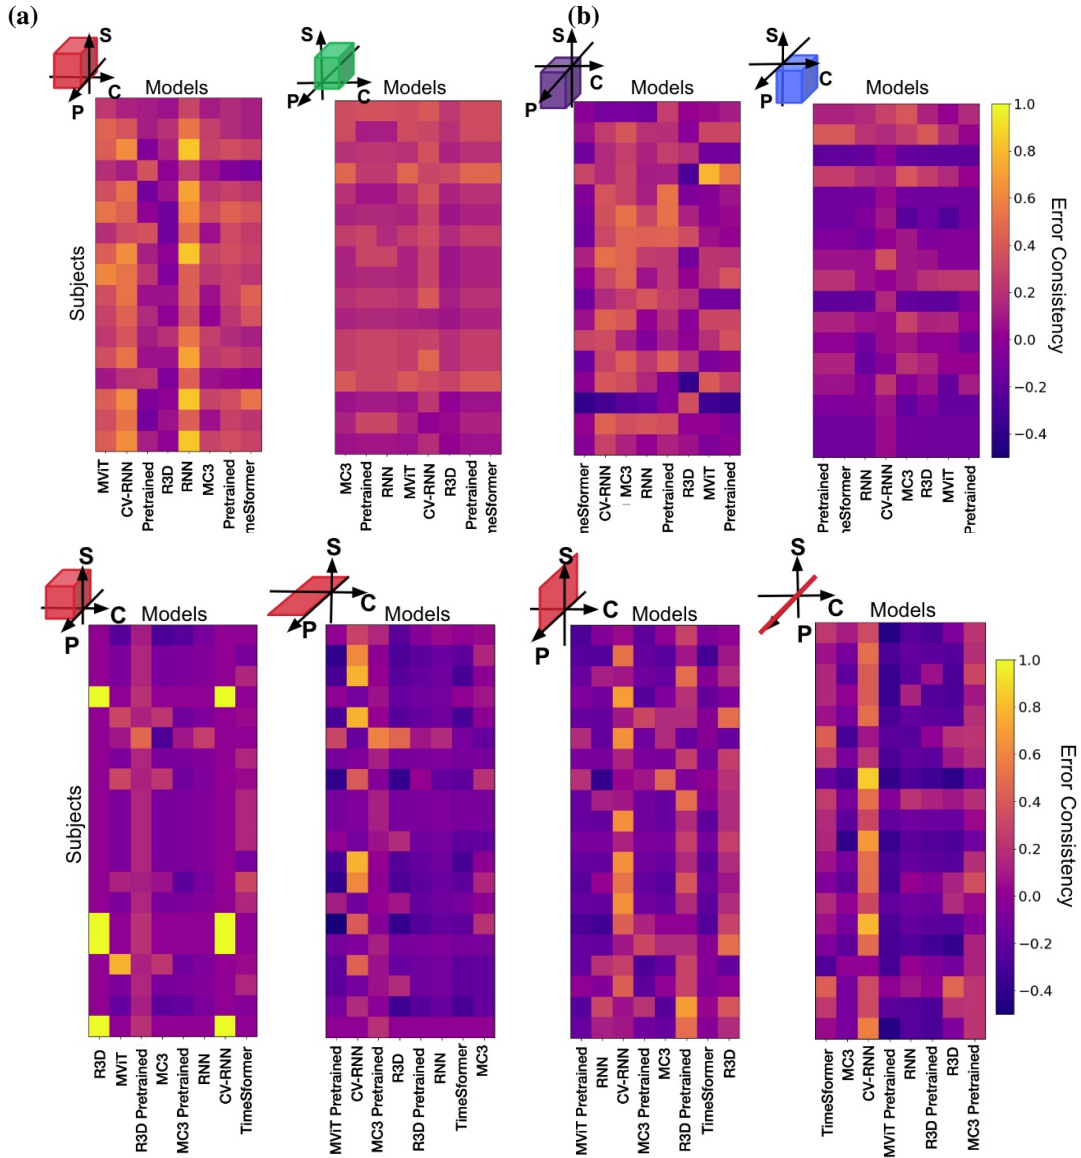 (a)
(b)
S
P
C
Models
S
P
C
Models
S
P
C
Models
S
P
C
Models
Subjects
MViT
CV-RNN
Pretrained
R3D
RNN
MC3
Pretrained
meSformer
MC3
Pretrained
RNN
MViT
CV-RNN
R3D
Pretrained
meSformer
neSformer
CV-RNN
MC3
RNN
Pretrained
R3D
MViT
Pretrained
Pretrained
eSformer
RNN
CV-RNN
MC3
R3D
MViT
Pretrained
1.0
0.8
0.6
0.4
0.2
0.0
−0.2
−0.4
Error Consistency
S
C
P
Models
S
C
P
Models
S
C
P
Models
S
C
P
Models
Subjects
R3D
MViT
R3D Pretrained
MC3
MC3 Pretrained
RNN
CV-RNN
TimeSformer
MViT Pretrained
CV-RNN
MC3 Pretrained
R3D
R3D Pretrained
RNN
TimeSformer
MC3
MViT Pretrained
RNN
CV-RNN
MC3 Pretrained
MC3
R3D Pretrained
TimeSformer
R3D
TimeSformer
MC3
CV-RNN
MViT Pretrained
RNN
R3D Pretrained
R3D
MC3 Pretrained
1.0
0.8
0.6
0.4
0.2
0.0
−0.2
−0.4
Error Consistency